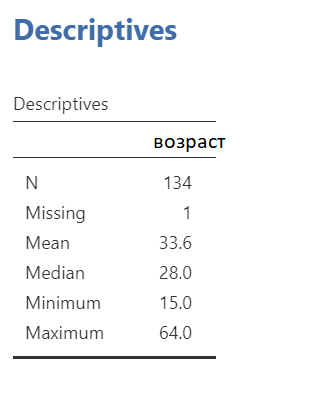 Descriptives
Descriptives
возраст
N 134
Missing 1
Mean 33.6
Median 28.0
Minimum 15.0
Maximum 64.0